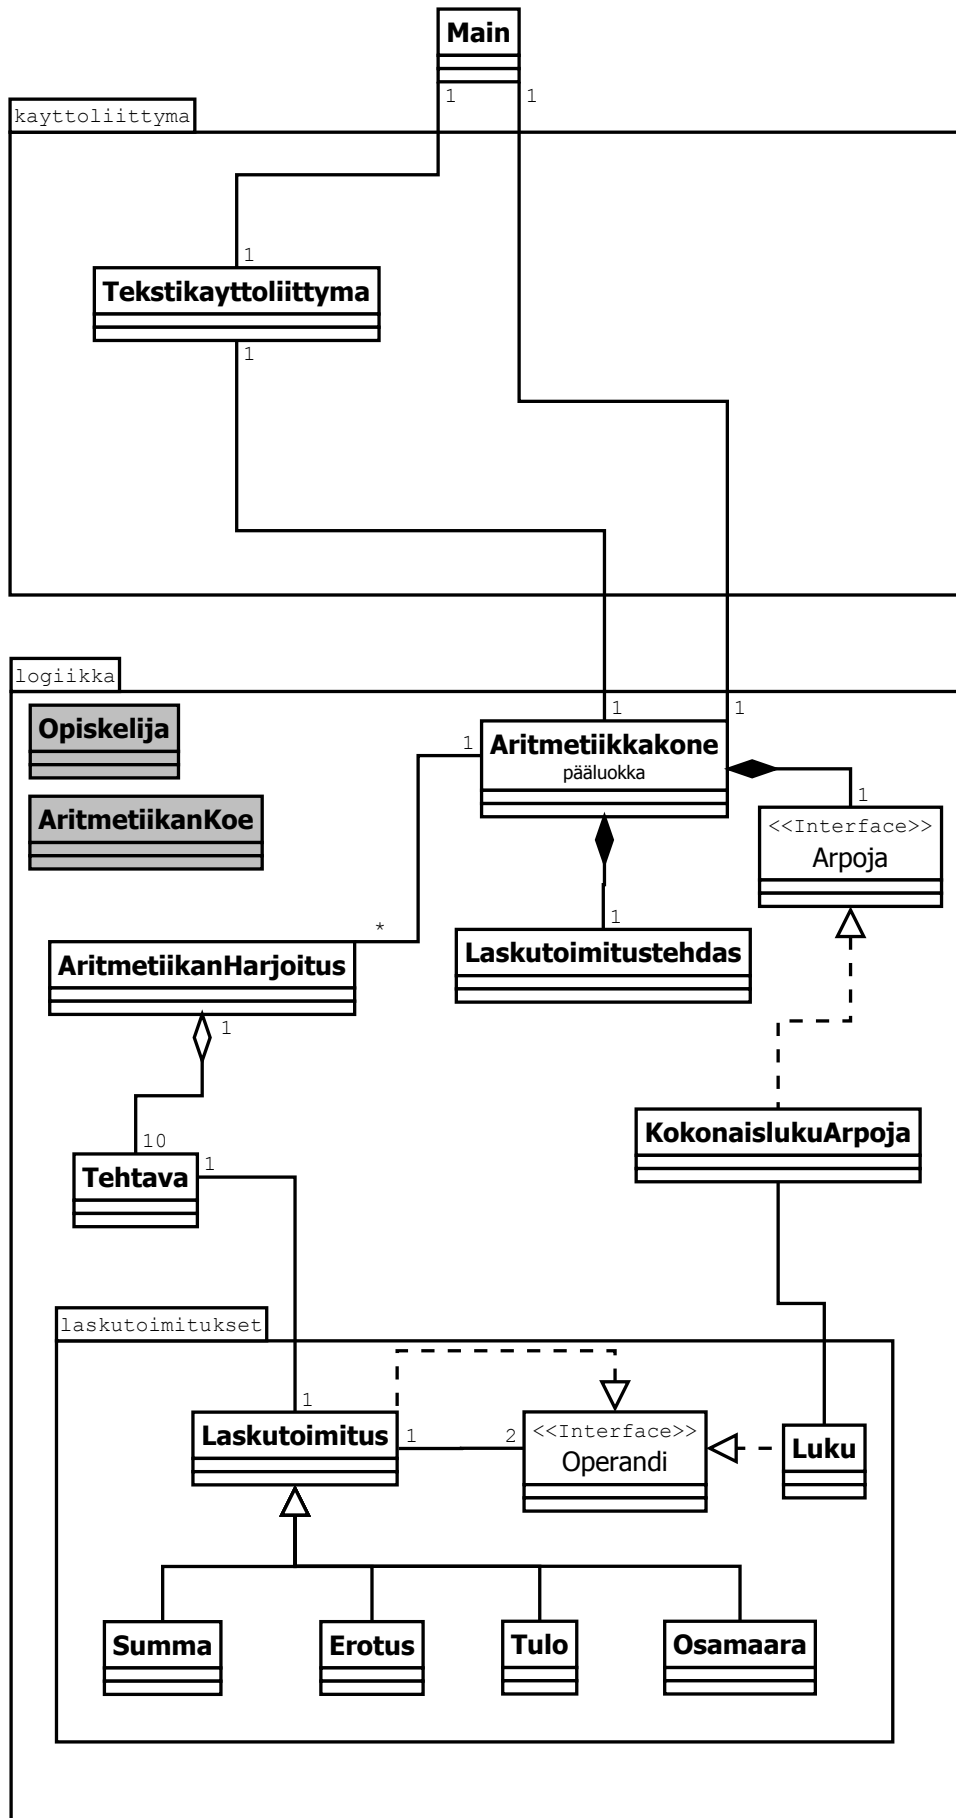 Main
1 1
kayttoliittyma
1
Tekstikayttoliittyma
1
logiikka
Opiskelija
1 1
1
Aritmetiikkakone
pääluokka
AritmetiikanKoe
1
<<Interface>>
Arpoja
*
1
AritmetiikanHarjoitus
Laskutoimitustehdas
1
10
KokonaislukuArpoja
Tehtava
1
laskutoimitukset
1
Laskutoimitus
1 2
<<Interface>>
Operandi
Luku
Summa
Erotus
Tulo
Osamaara